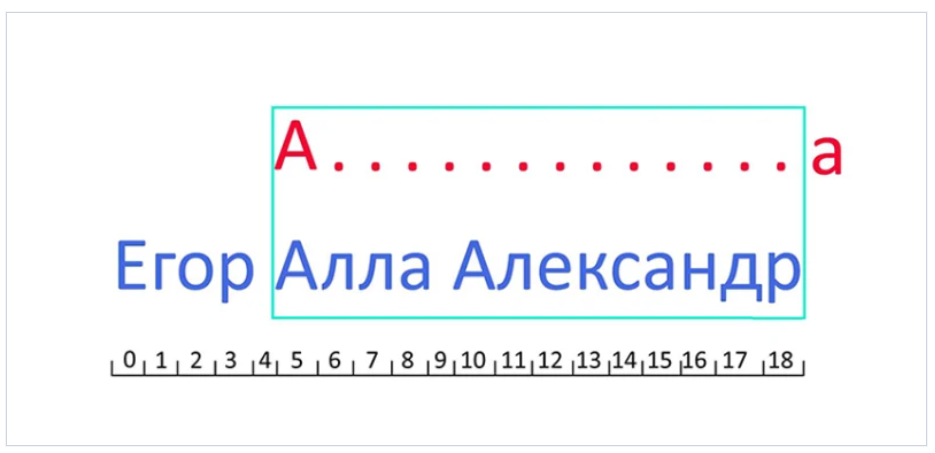 А.............а
Егор Алла Александр
0 1 2 3 4 5 6 7 8 9 10 11 12 13 14 15 16 17 18